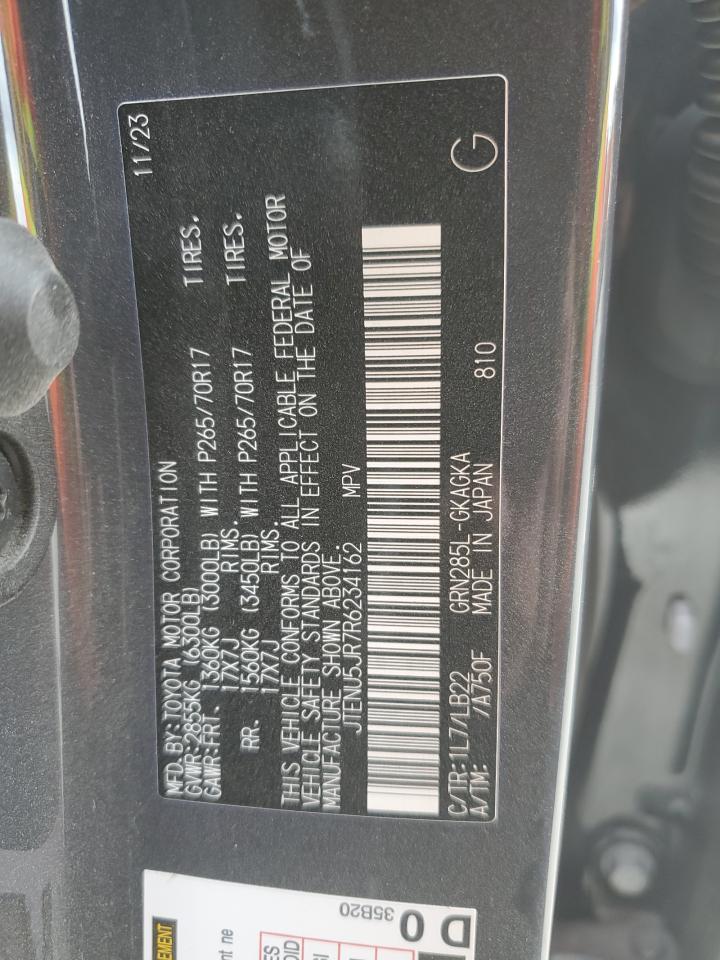 11/23
MFD.BY:TOYOTA MOTOR CORPORATION
GVWR:2855KG (6300LB)
GAWR:FRT. 1360KG (3000LB) WITH P265/70R17 TIRES.
17X7J RIMS.
RR. 1560KG (3450LB) WITH P265/70R17 TIRES.
17X7J RIMS.
THIS VEHICLE CONFORMS TO ALL APPLICABLE FEDERAL MOTOR
VEHICLE SAFETY STANDARDS IN EFFECT ON THE DATE OF
MANUFACTURE SHOWN ABOVE.
JTENU5JR7R6234162 MPV
C/TR:1L7/LB22 GRN285L-GKAGKA 810
A/TM: /A750F MADE IN JAPAN
G
35B20
D O